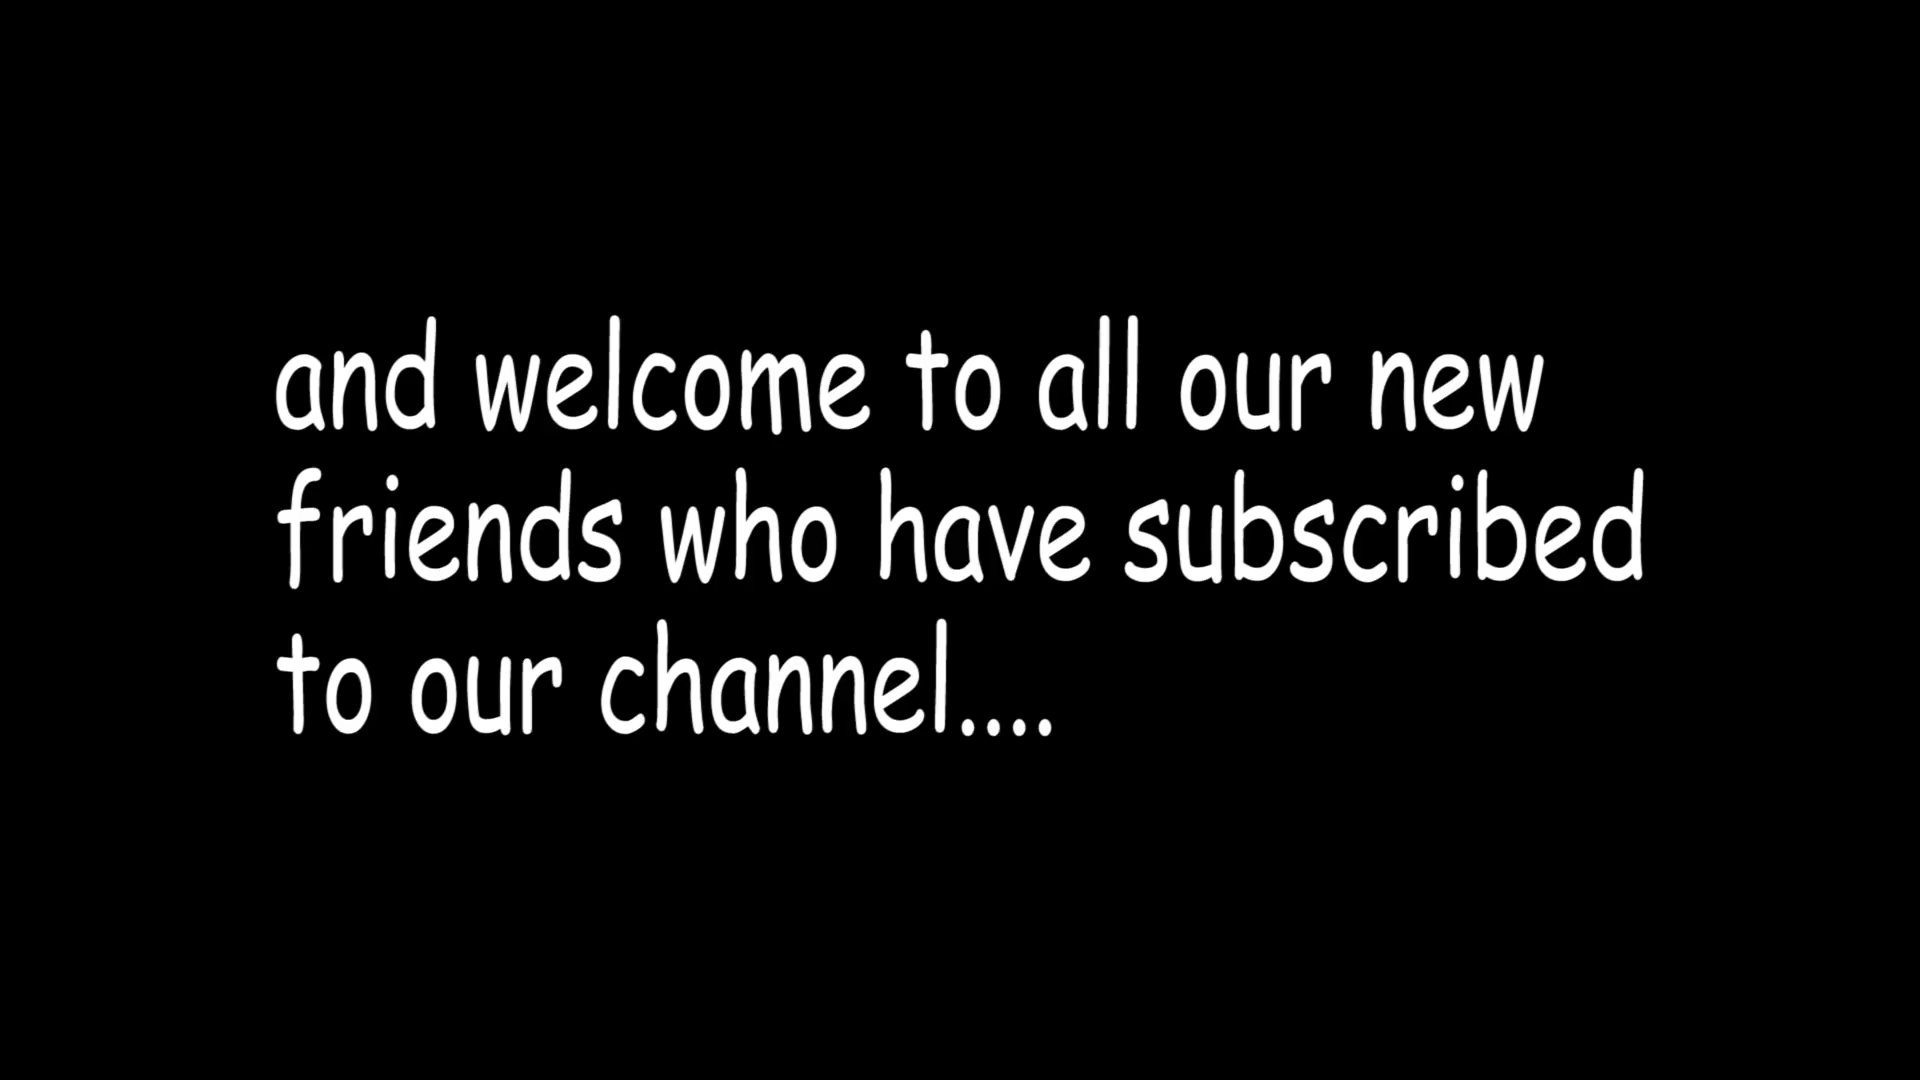 and welcome to all our new
friends who have subscribed
to our channel....